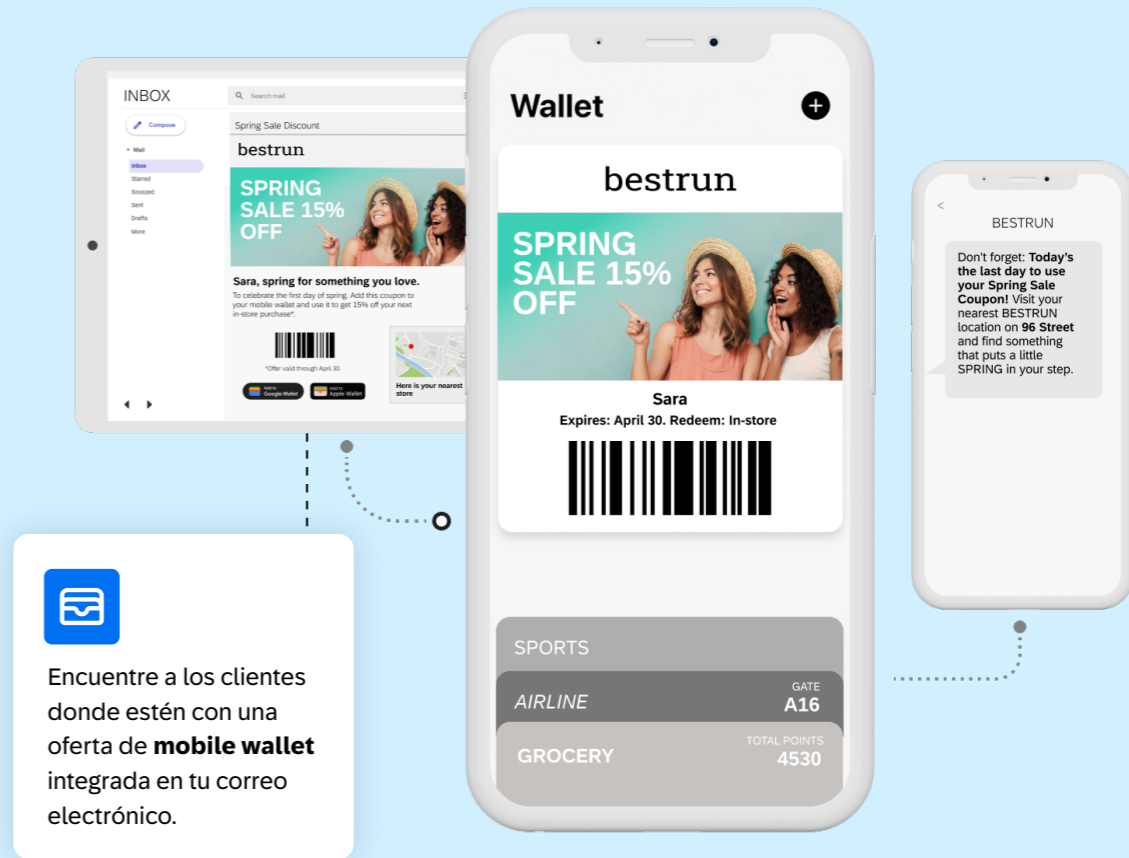 INBOX
Search mail
Compose
Mail
Inbox
Starred
Snoozed
Sent
Drafts
More
Spring Sale Discount
bestrun
SPRING
SALE 15%
OFF
Sara, spring for something you love.
To celebrate the first day of spring. Add this coupon to
your mobile wallet and use it to get 15% off your next
in-store purchase*.
*Offer valid through April 30.
Add to
Google Wallet
Add to
Apple Wallet
Here is your nearest
store
Wallet
bestrun
SPRING
SALE 15%
OFF
Sara
Expires: April 30. Redeem: In-store
SPORTS
AIRLINE
GATE
A16
GROCERY
TOTAL POINTS
4530
<
BESTRUN
Don't forget: Today's
the last day to use
your Spring Sale
Coupon! Visit your
nearest BESTRUN
location on 96 Street
and find something
that puts a little
SPRING in your step.
Encuentre a los clientes
donde estén con una
oferta de mobile wallet
integrada en tu correo
electrónico.